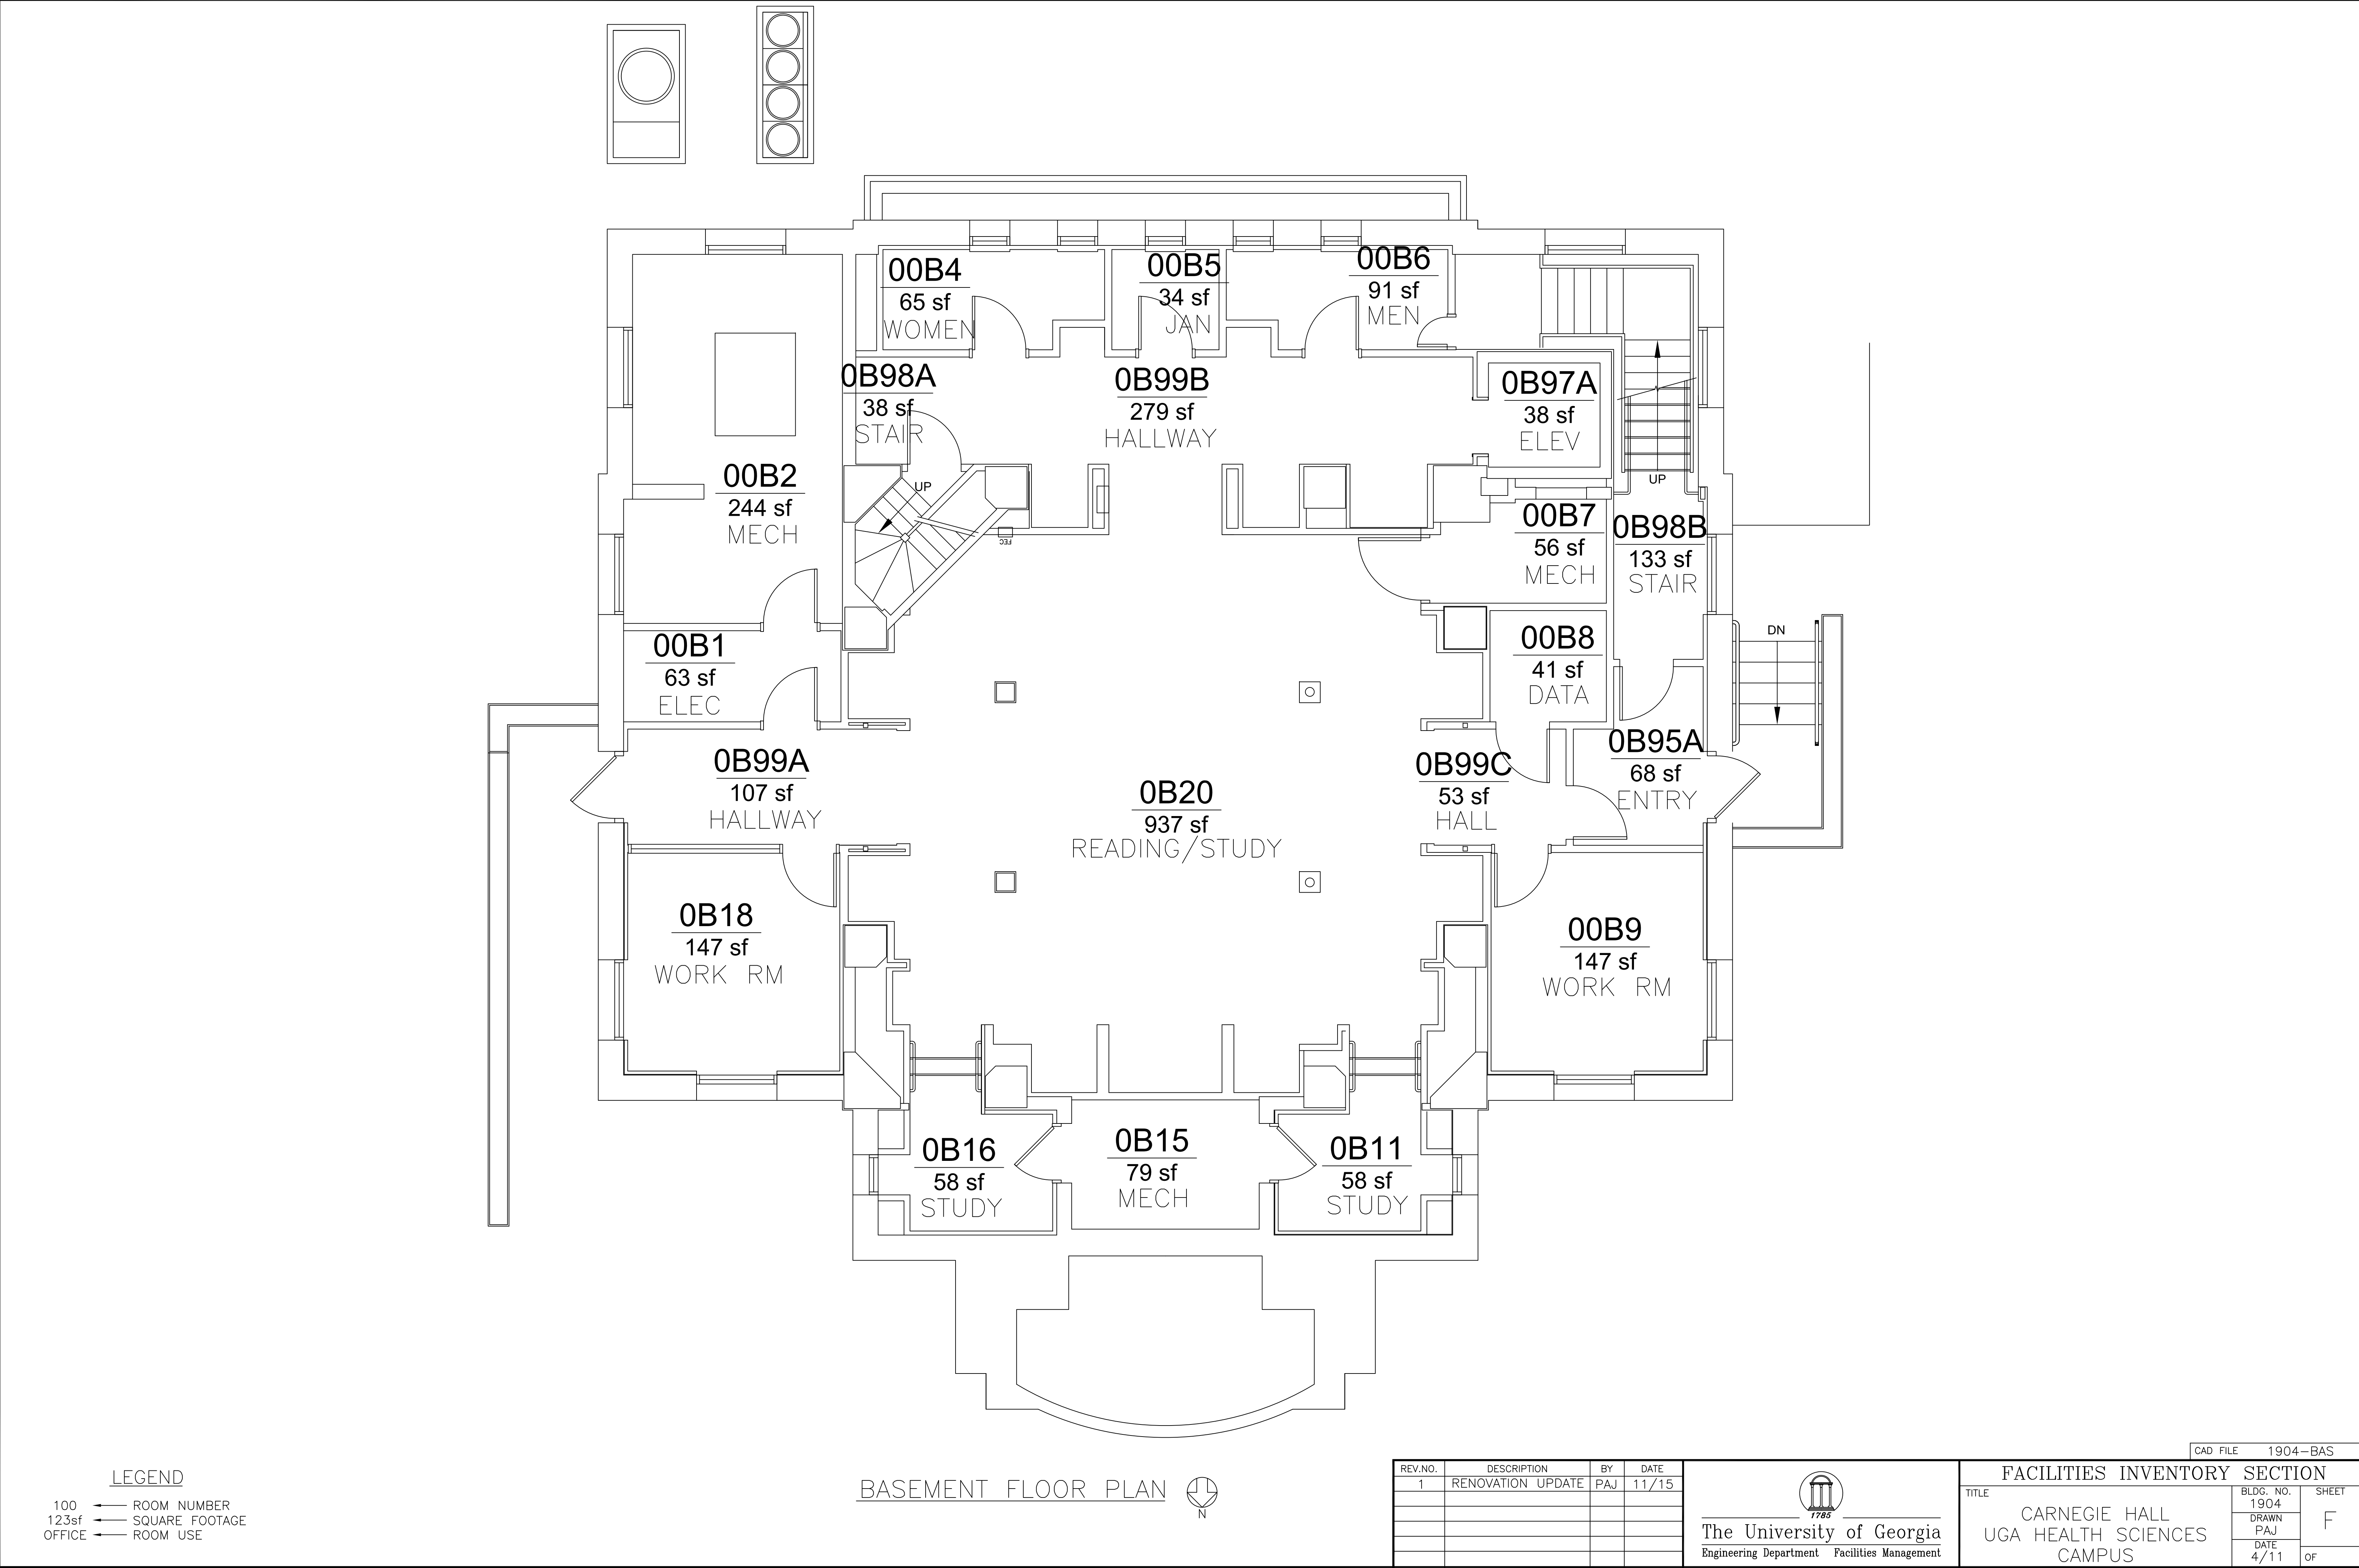 00B4
65 sf
WOMEN
00B5
34 sf
JAN
00B6
91 sf
MEN
0B98A
38 sf
STAIR
0B99B
279 sf
HALLWAY
0B97A
38 sf
ELEV
00B2
244 sf
MECH
UP
UP
FEC
00B7
56 sf
MECH
0B98B
133 sf
STAIR
00B1
63 sf
ELEC
00B8
41 sf
DATA
DN
0B99A
107 sf
HALLWAY
0B20
937 sf
READING/STUDY
0B99C
53 sf
HALL
0B95A
68 sf
ENTRY
0B18
147 sf
WORK RM
00B9
147 sf
WORK RM
0B16
58 sf
STUDY
0B15
79 sf
MECH
0B11
58 sf
STUDY
LEGEND
100 ROOM NUMBER
123sf SQUARE FOOTAGE
OFFICE ROOM USE
BASEMENT FLOOR PLAN
N
REV.NO. DESCRIPTION BY DATE
1 RENOVATION UPDATE PAJ 11/15
1785
The University of Georgia
Engineering Department Facilities Management
CAD FILE 1904-BAS
FACILITIES INVENTORY SECTION
TITLE
CARNEGIE HALL
UGA HEALTH SCIENCES
CAMPUS
BLDG. NO.
1904
DRAWN
PAJ
DATE
4/11
SHEET
F
OF